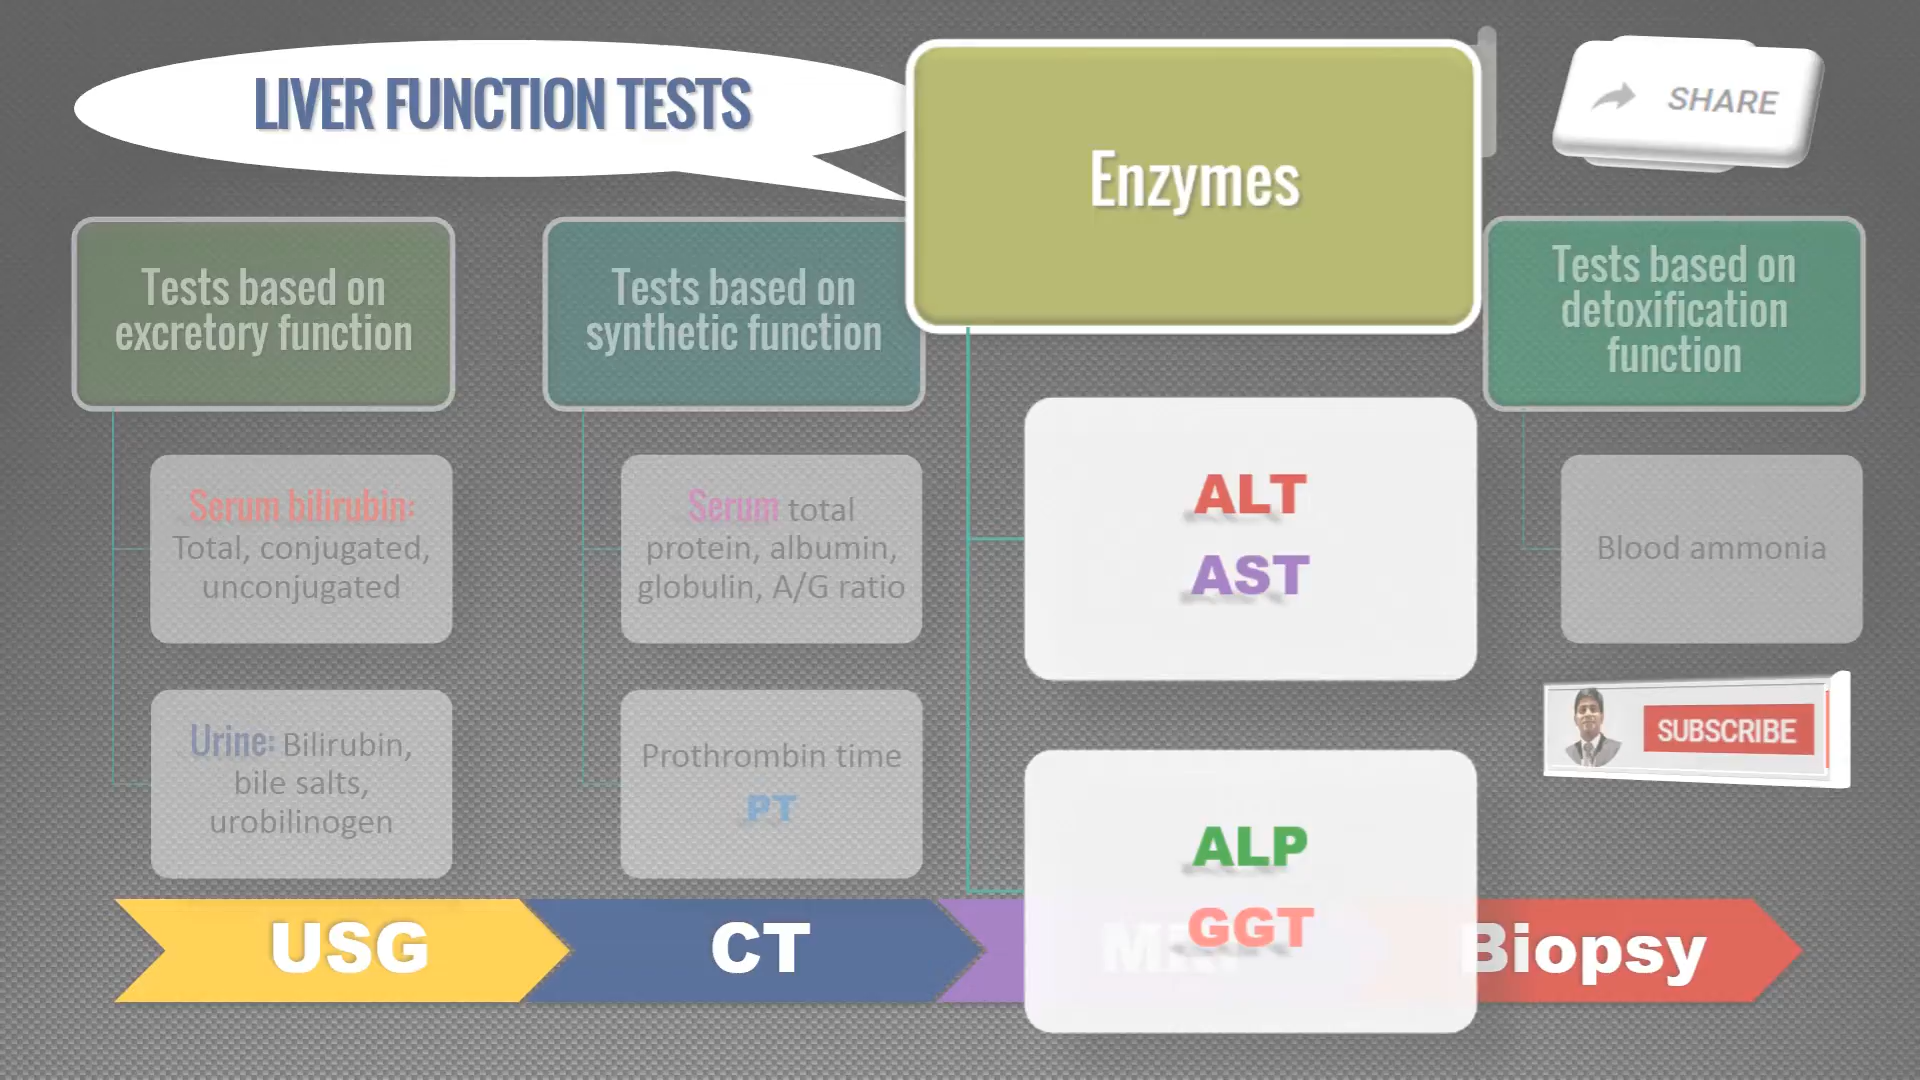 LIVER FUNCTION TESTS
Enzymes
SHARE
Tests based on
excretory function
Tests based on
synthetic function
Tests based on
detoxification
function
Serum bilirubin:
Total, conjugated,
unconjugated
Urine: Bilirubin,
bile salts,
urobilinogen
Serum total
protein, albumin,
globulin, A/G ratio
Prothrombin time
PT
ALT
AST
ALP
GGT
Blood ammonia
SUBSCRIBE
USG
CT
Biopsy